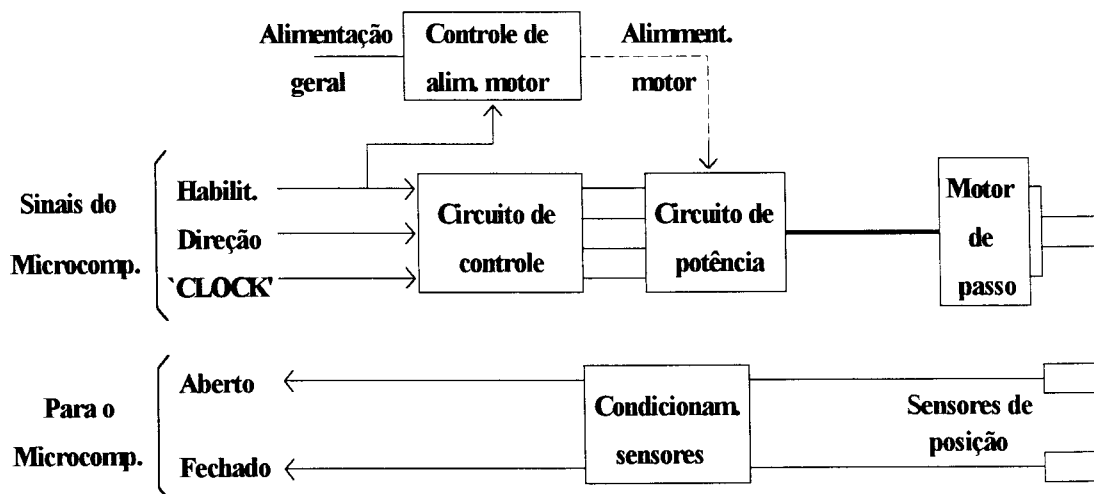 Alimentação
geral
Controle de
alim. motor
Alimment.
motor
Sinais do
Microcomp.
Habilit.
Direção
`CLOCK'
Circuito de
controle
Circuito de
potência
Motor
de
passo
Para o
Microcomp.
Aberto
Fechado
Condicionam.
sensores
Sensores de
posição